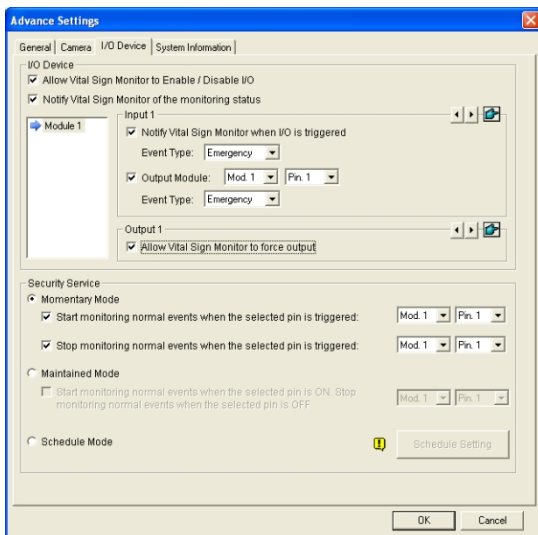 Advance Settings
General Camera I/O Device System Information
I/O Device
Allow Vital Sign Monitor to Enable / Disable I/O
Notify Vital Sign Monitor of the monitoring status
Module 1
Input 1
Notify Vital Sign Monitor when I/O is triggered
Event Type: Emergency
Output Module: Mod. 1 Pin. 1
Event Type: Emergency
Output 1
Allow Vital Sign Monitor to force output
Security Service
Momentary Mode
Start monitoring normal events when the selected pin is triggered: Mod. 1 Pin. 1
Stop monitoring normal events when the selected pin is triggered: Mod. 1 Pin. 1
Maintained Mode
Start monitoring normal events when the selected pin is ON. Stop
monitoring normal events when the selected pin is OFF
Mod. 1 Pin. 1
Schedule Mode
Schedule Setting
OK Cancel